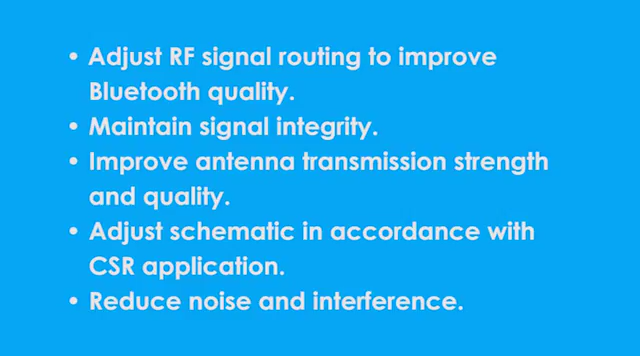 • Adjust RF signal routing to improve
Bluetooth quality.
• Maintain signal integrity.
• Improve antenna transmission strength
and quality.
• Adjust schematic in accordance with
CSR application.
• Reduce noise and interference.